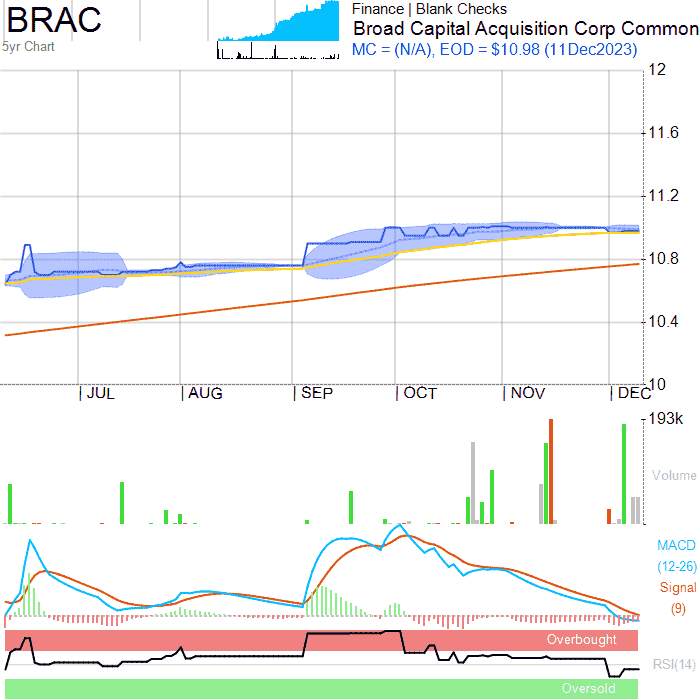 BRAC
Finance | Blank Checks
Broad Capital Acquisition Corp Common
5yr Chart
MC = (N/A), EOD = $10.98 (11Dec2023)
12
11.6
11.2
10.8
10.4
10
JUL AUG SEP OCT NOV DEC
193k
Volume
MACD
(12-26)
Signal
(9)
Overbought
RSI(14)
Oversold